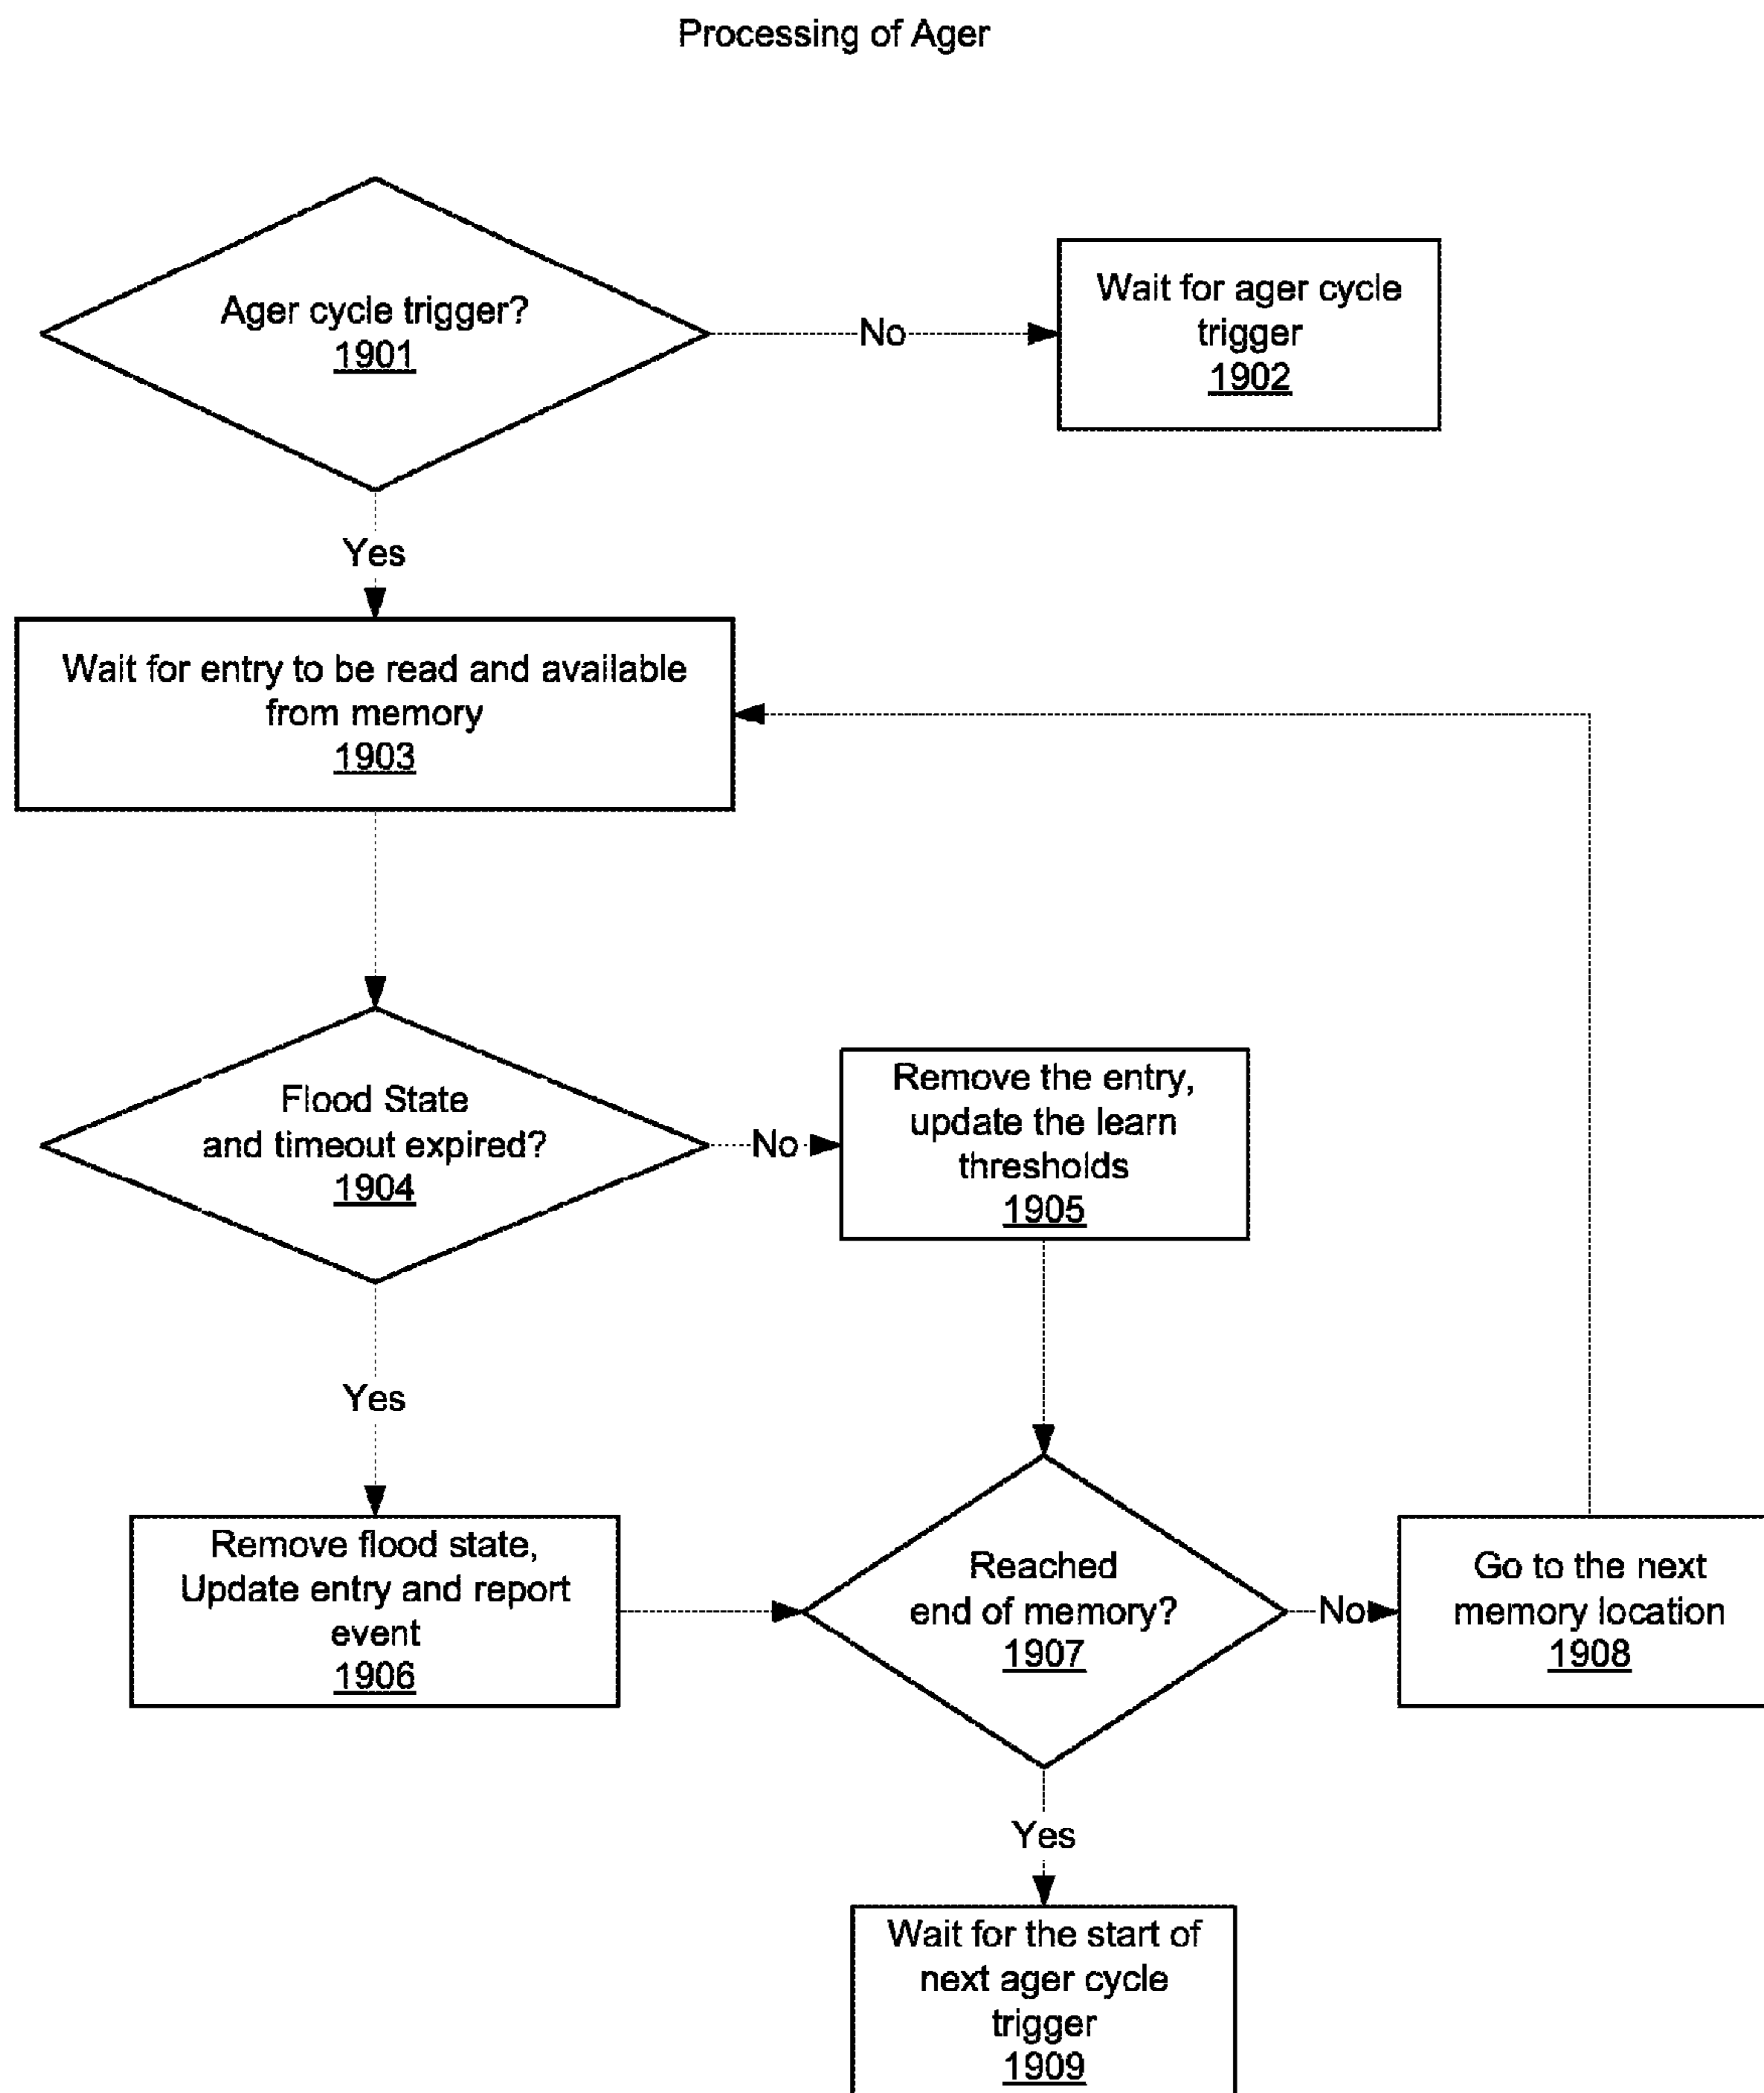 Processing of Ager
Ager cycle trigger?
1901
No
Wait for ager cycle
trigger
1902
Yes
Wait for entry to be read and available
from memory
1903
Flood State
and timeout expired?
1904
No
Remove the entry,
update the learn
thresholds
1905
Yes
Remove flood state,
Update entry and report
event
1906
Reached
end of memory?
1907
No
Go to the next
memory location
1908
Yes
Wait for the start of
next ager cycle
trigger
1909